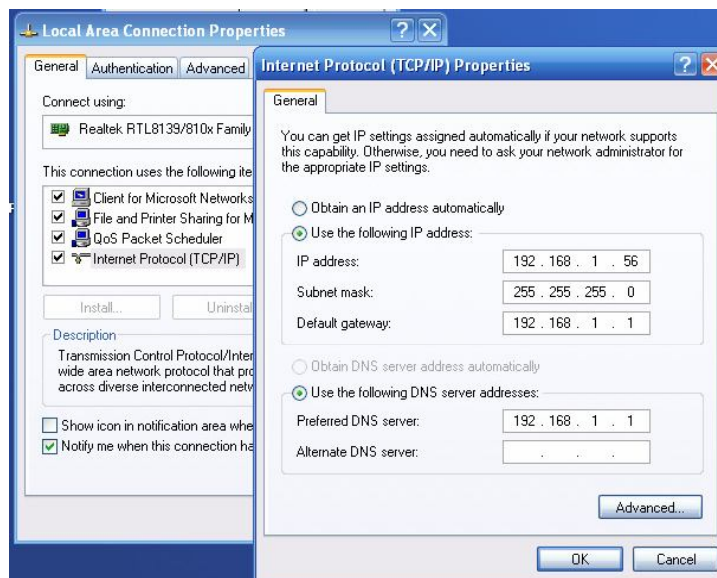 Local Area Connection Properties
General
Authentication
Advanced
Connect using:
Realtek RTL8139/810x Family
This connection uses the following ite
Client for Microsoft Networks
File and Printer Sharing for M
QoS Packet Scheduler
Internet Protocol (TCP/IP)
Install...
Uninstal
Description
Transmission Control Protocol/Inter
wide area network protocol that pro
across diverse interconnected netw
Show icon in notification area whe
Notify me when this connection ha
Internet Protocol (TCP/IP) Properties
General
You can get IP settings assigned automatically if your network supports
this capability. Otherwise, you need to ask your network administrator for
the appropriate IP settings.
Obtain an IP address automatically
Use the following IP address:
IP address: 192 . 168 . 1 . 56
Subnet mask: 255 . 255 . 255 . 0
Default gateway: 192 . 168 . 1 . 1
Obtain DNS server address automatically
Use the following DNS server addresses:
Preferred DNS server: 192 . 168 . 1 . 1
Alternate DNS server: . . .
Advanced...
OK
Cancel